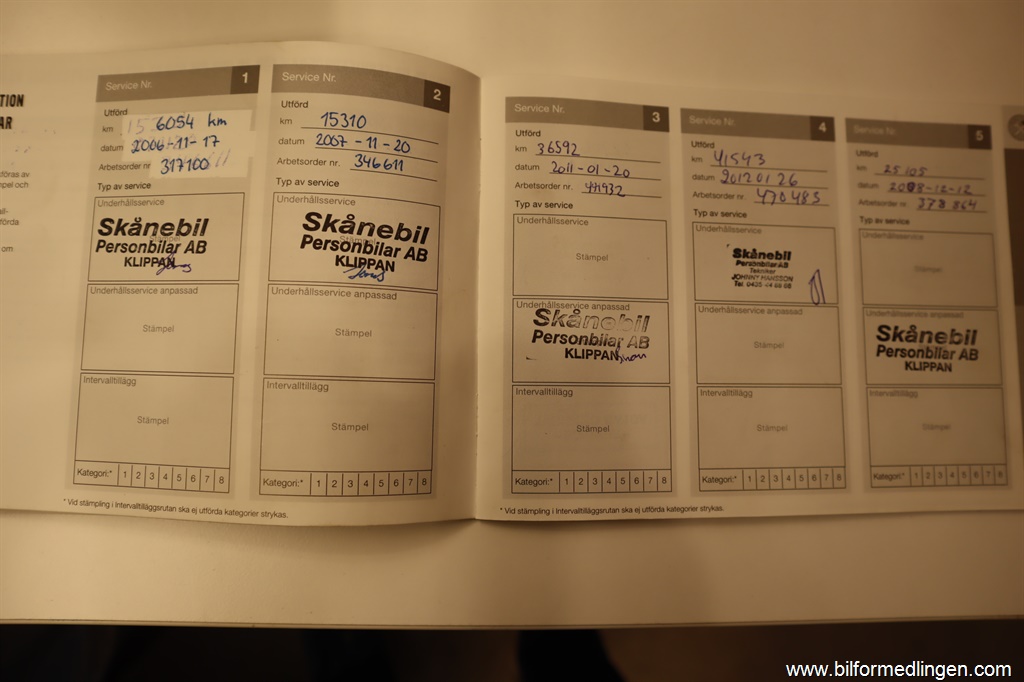 TION
AR
Service Nr. 1
Utförd
km 6054 km
datum 2006-11-17
Arbetsorder nr 317100
Typ av service
Underhållsservice
Skånebil
Personbilar AB
KLIPPAN
Underhållsservice anpassad
Stämpel
Intervalltillägg
Stämpel
Kategori:* 1 2 3 4 5 6 7 8
Service Nr. 2
Utförd
km 15310
datum 2007-11-20
Arbetsorder nr. 346611
Typ av service
Underhållsservice
Skånebil
Personbilar AB
KLIPPAN
Underhållsservice anpassad
Stämpel
Intervalltillägg
Stämpel
Kategori:* 1 2 3 4 5 6 7 8
* Vid stämpling i Intervalltilläggsrutan ska ej utförda kategorier strykas.
Service Nr. 3
Utförd
km 36592
datum 2011-01-20
Arbetsorder nr.
Typ av service
Underhållsservice
Stämpel
Underhållsservice anpassad
Skånebil
Personbilar AB
KLIPPAN
Intervalltillägg
Stämpel
Kategori:* 1 2 3 4 5 6 7 8
Service Nr. 4
Utförd
km 41543
datum 20120126
Arbetsorder nr. 470485
Typ av service
Underhållsservice
Skånebil
Personbilar AB
Tekniker
JOHNNY HANSSON
Underhållsservice anpassad
Stämpel
Intervalltillägg
Stämpel
Kategori:* 1 2 3 4 5 6 7 8
Service Nr. 5
Utförd
km 25105
datum 2008-12-12
Arbetsorder nr. 378864
Typ av service
Underhållsservice
Stämpel
Underhållsservice anpassad
Skånebil
Personbilar AB
KLIPPAN
Intervalltillägg
Stämpel
Kategori:* 1 2 3 4 5 6 7 8
* Vid stämpling i Intervalltilläggsrutan ska ej utförda kategorier strykas.
www.bilformedlingen.com